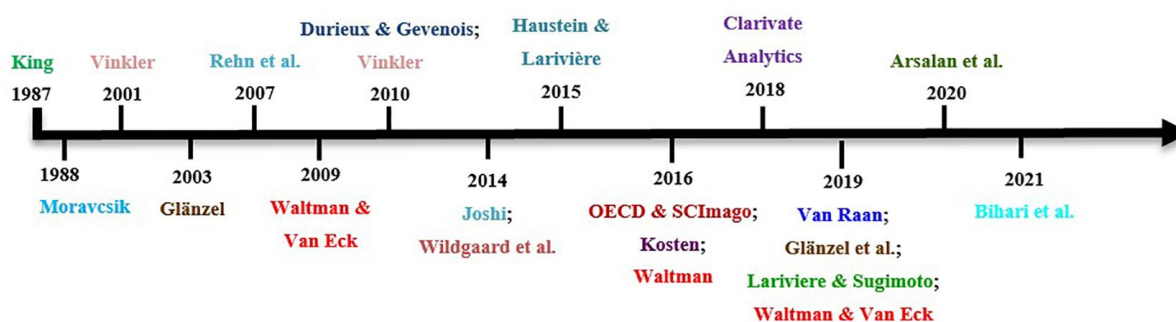 King
1987
Moravcsik
1988
Vinkler
2001
Glänzel
2003
Rehn et al.
2007
Waltman &
Van Eck
2009
Durieux & Gevenois;
Vinkler
2010
Joshi;
Wildgaard et al.
2014
Haustein &
Larivière
2015
OECD & SCImago;
Kosten;
Waltman
2016
Clarivate
Analytics
2018
Van Raan;
Glänzel et al.;
Lariviere & Sugimoto;
Waltman & Van Eck
2019
Arsalan et al.
2020
Bihari et al.
2021